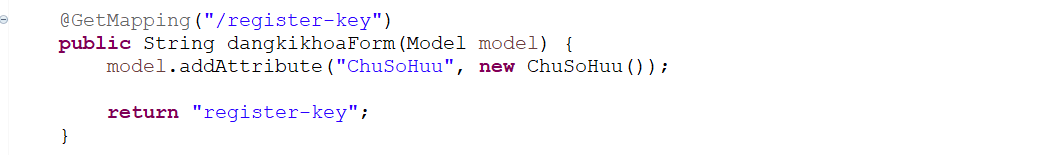 @GetMapping("/register-key")
public String dangkikhoaForm(Model model) {
model.addAttribute("ChuSoHuu", new ChuSoHuu());
return "register-key";
}